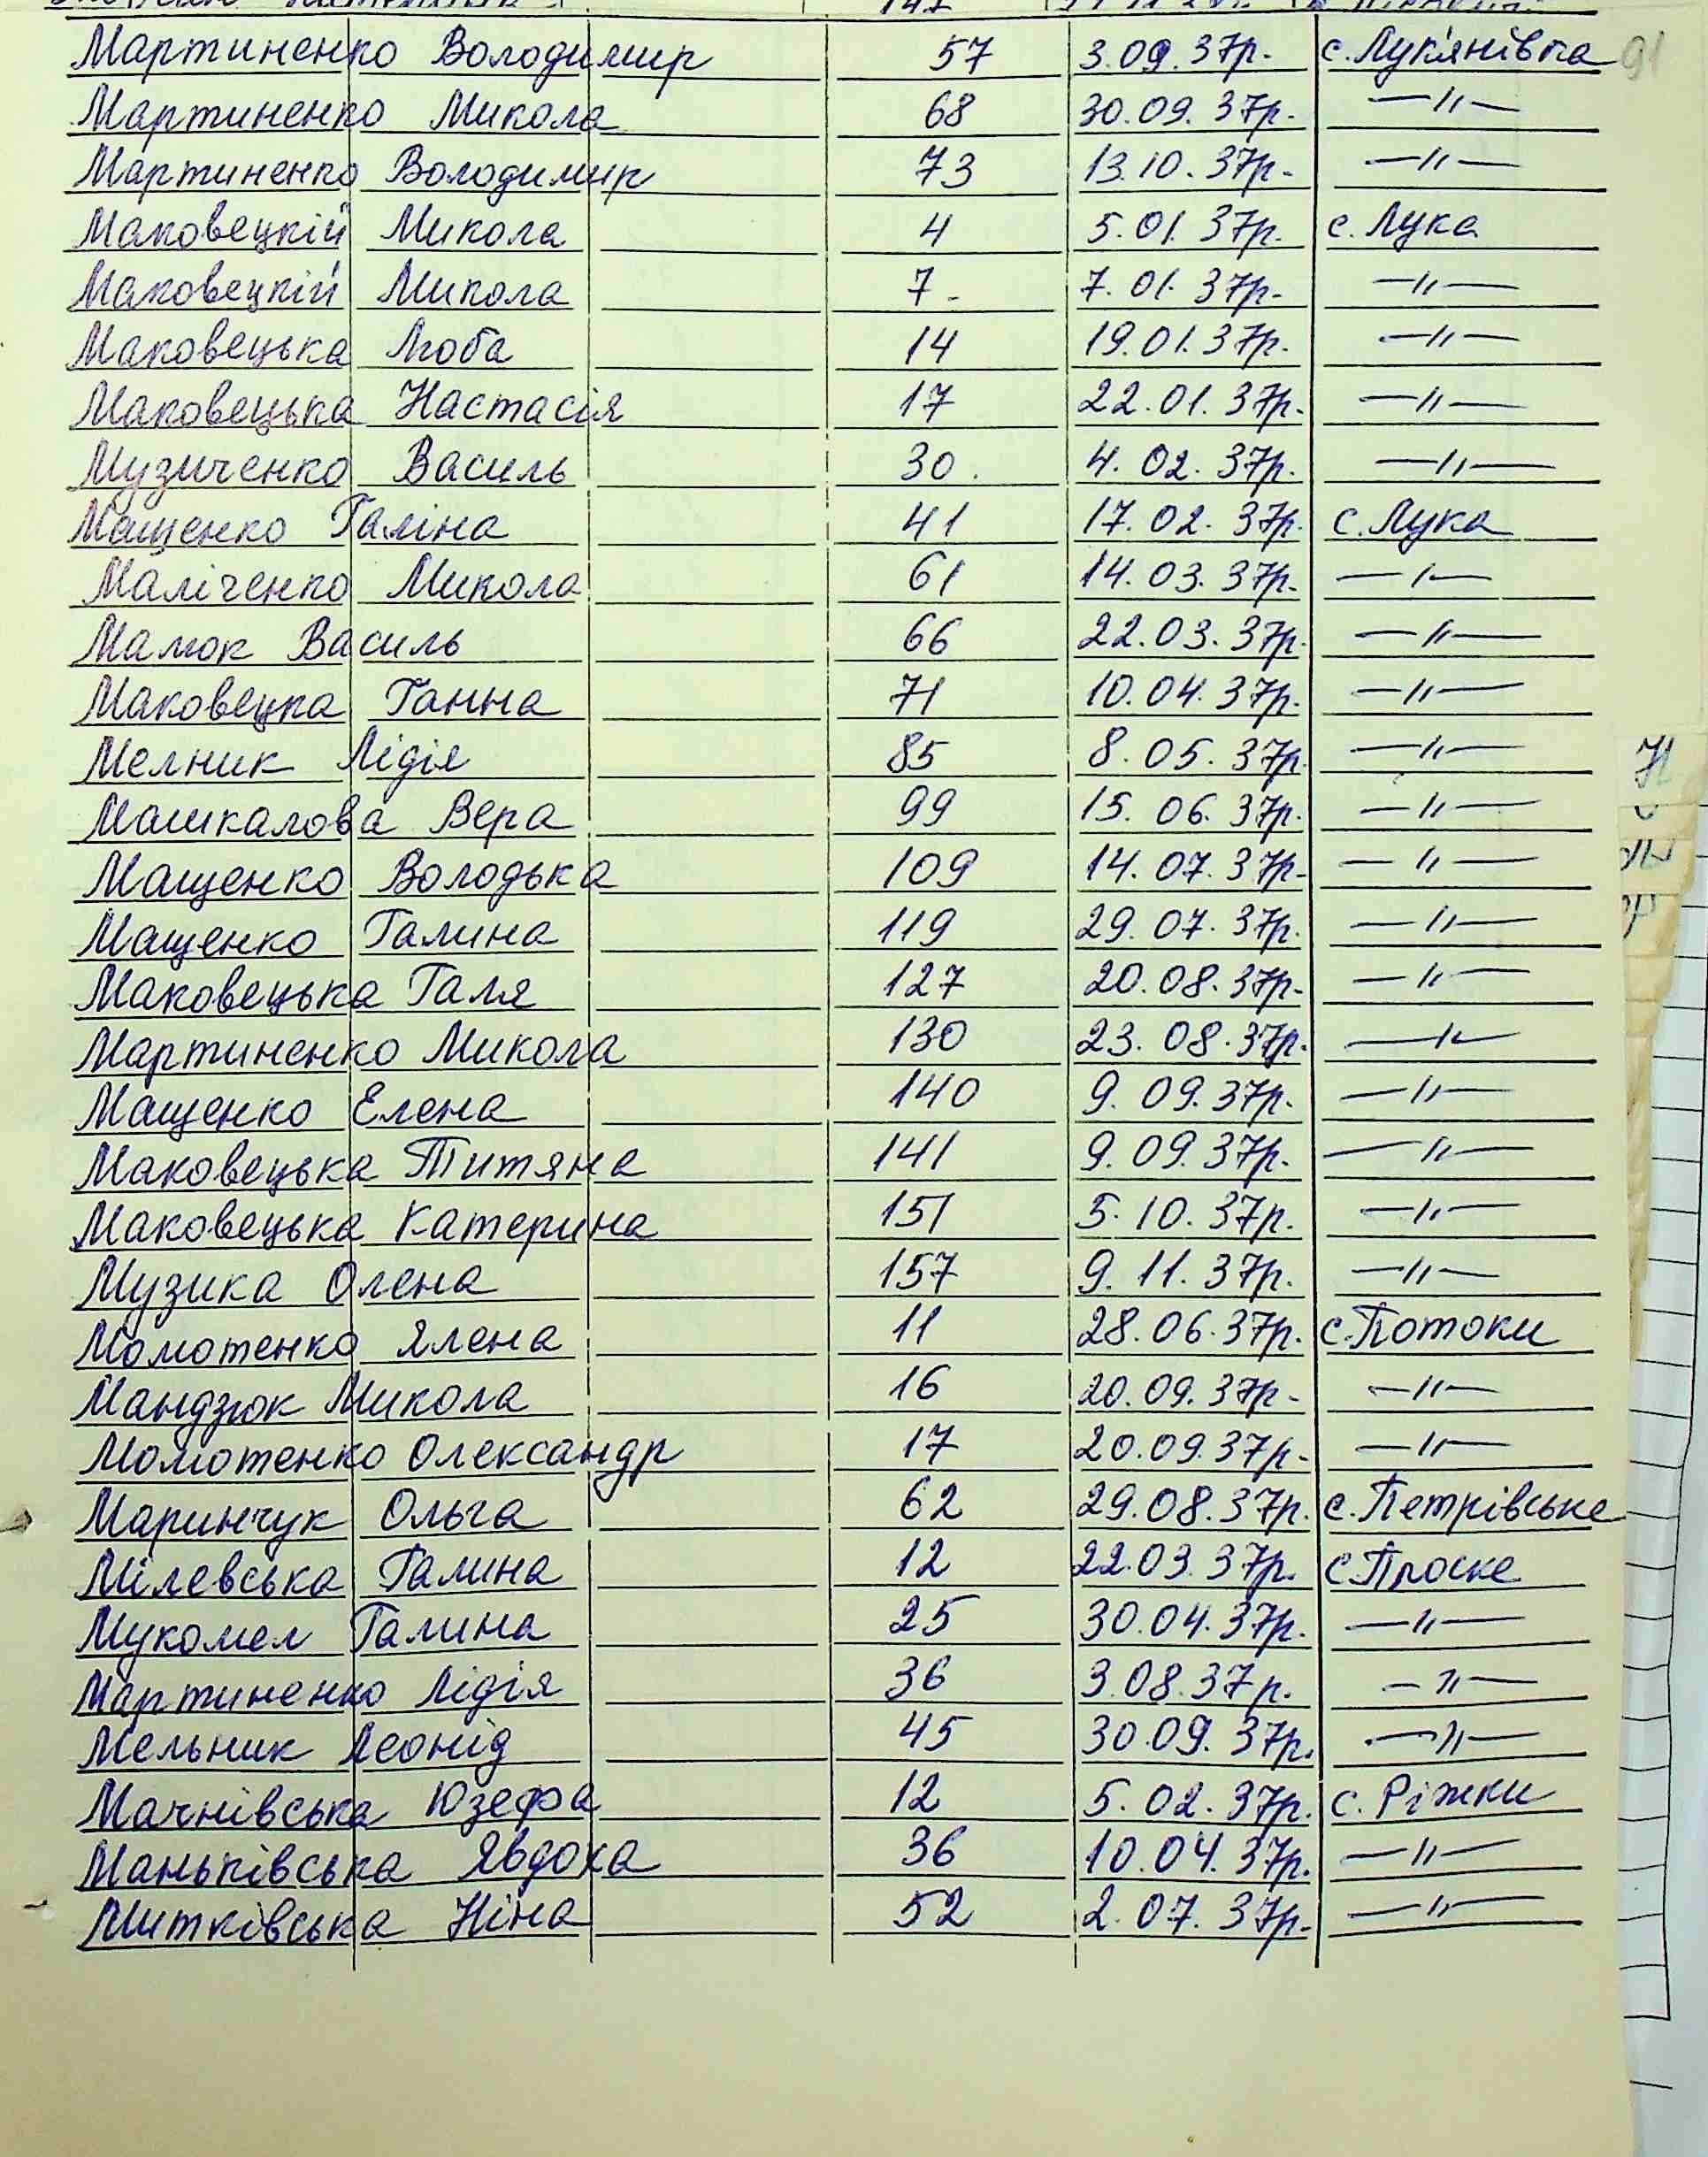 91
Мартиненко Володимир 57 3.09.37р. с. Лук'янівка
Мартиненко Микола 68 30.09.37р. —"—
Мартиненко Володимир 73 13.10.37р. —"—
Маковецкій Микола 4 5.01.37р. с. Лука
Маковецкій Микола 7 7.01.37р. —"—
Маковецька Люба 14 19.01.37р. —"—
Маковецька Настасія 17 22.01.37р. —"—
Музиченко Василь 30. 4.02.37р. —"—
Мащенко Галіна 41 17.02.37р. с. Лука
Маліченко Микола 61 14.03.37р. —"—
Малюк Василь 66 22.03.37р. —"—
Маковецка Ганна 71 10.04.37р. —"—
Мелник Лідія 85 8.05.37р. —"—
Машкалова Вера 99 15.06.37р. —"—
Мащенко Володька 109 14.07.37р. —"—
Мащенко Галина 119 29.07.37р. —"—
Маковецька Галя 127 20.08.37р. —"—
Мартиненко Микола 130 23.08.37р. —"—
Мащенко Елена 140 9.09.37р. —"—
Маковецька Титяна 141 9.09.37р. —"—
Маковецька Катерина 151 5.10.37р. —"—
Музика Олена 157 9.11.37р. —"—
Момотенко Ялена 11 28.06.37р. с. Потоки
Мандзюк Микола 16 20.09.37р. —"—
Момотенко Олександр 17 20.09.37р. —"—
Маринчук Ольга 62 29.08.37р. с. Петрівське
Мілевська Галина 12 22.03.37р. с. Плоске
Мукомел Галина 25 30.04.37р. —"—
Мартиненко Лідія 36 3.08.37р. —"—
Мельник Леонід 45 30.09.37р. —"—
Мачнівська Юзефа 12 5.02.37р. с. Ріжки
Маньківська Явдоха 36 10.04.37р. —"—
Митківська Ніна 52 2.07.37р. —"—